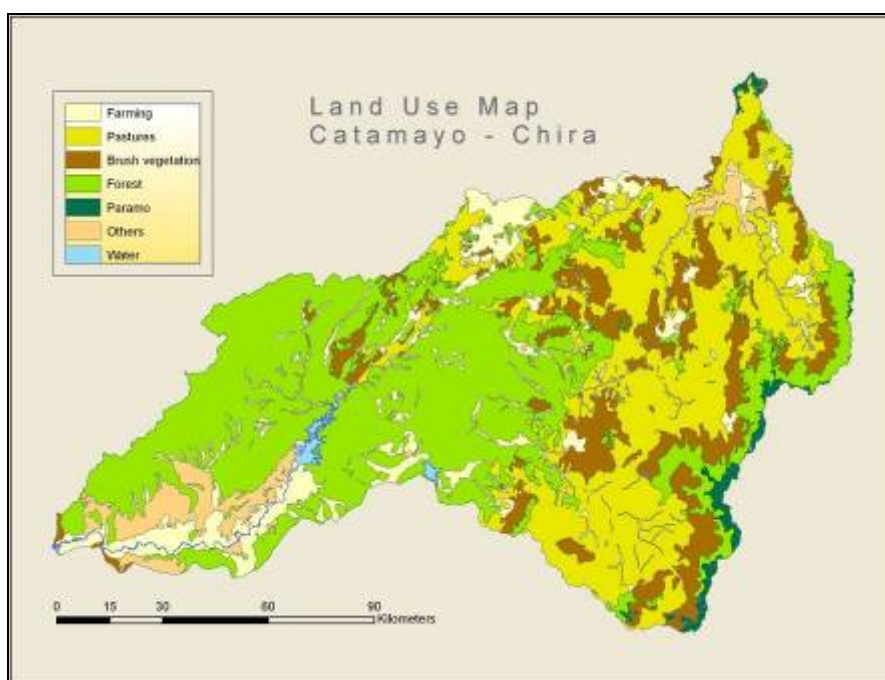 Land Use Map
Catamayo - Chira
Farming
Pastures
Brush vegetation
Forest
Paramo
Others
Water
0 15 30 60 90
Kilometers